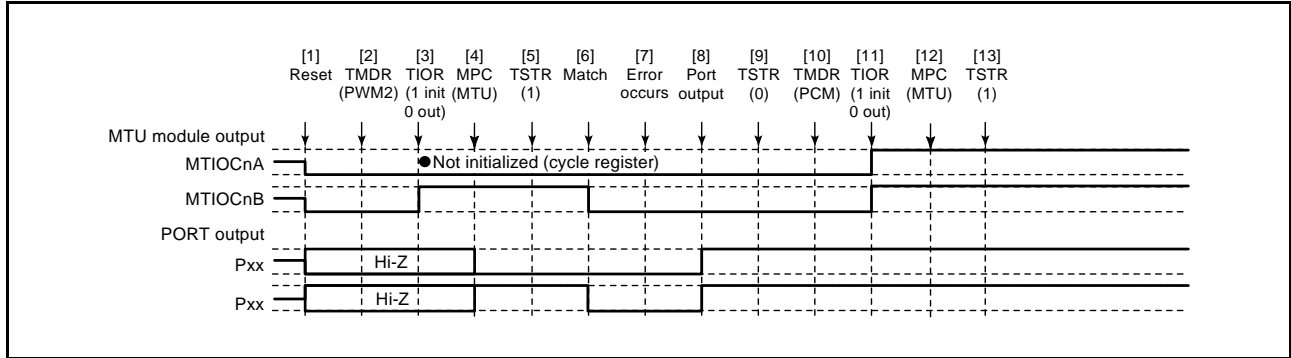 [1] [2] [3] [4] [5] [6] [7] [8] [9] [10] [11] [12] [13]
Reset TMDR TIOR MPC TSTR Match Error Port TSTR TMDR TIOR MPC TSTR
(PWM2) (1 init (MTU) (1) occurs output (0) (PCM) (1 init (MTU) (1)
0 out) 0 out)
MTU module output
MTIOCnA
Not initialized (cycle register)
MTIOCnB
PORT output
Pxx
Hi-Z
Pxx
Hi-Z